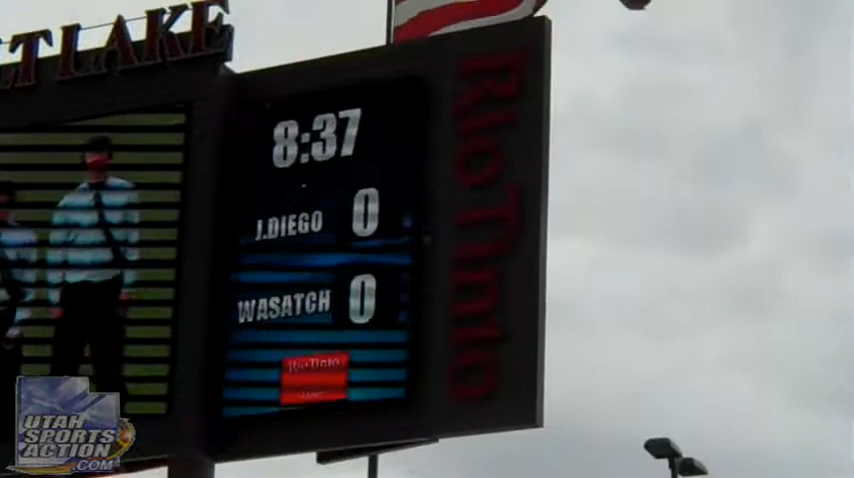 LT LAKE
8:37
J.DIEGO 0
WASATCH 0
Rio Tinto
Rio Tinto
UTAH
SPORTS
ACTION
.COM